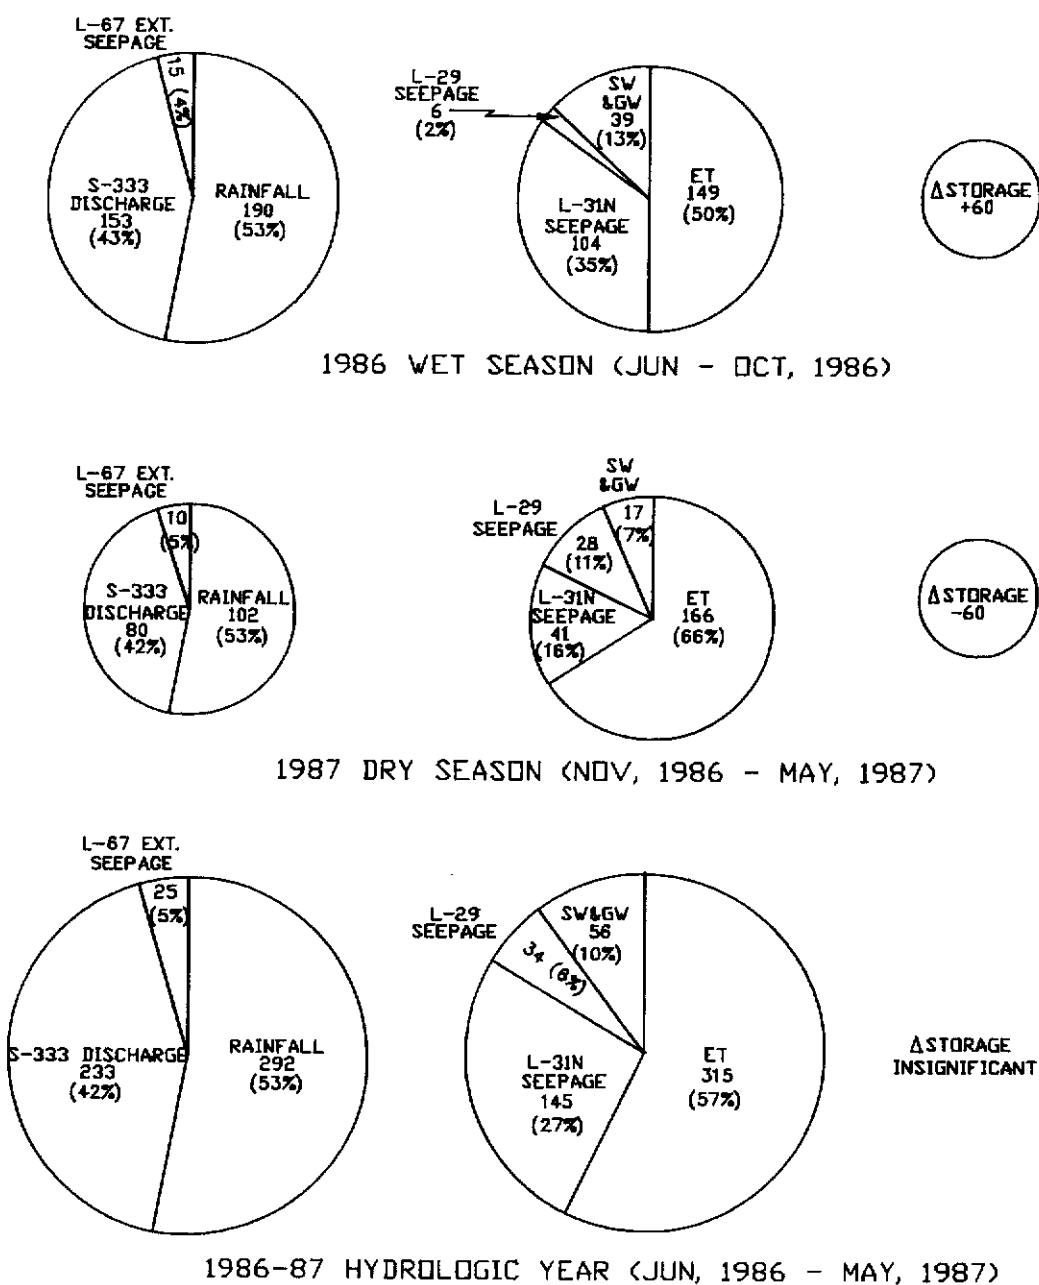 L-67 EXT.
SEEPAGE
15 (4%)
S-333
DISCHARGE
153
(43%)
RAINFALL
190
(53%)
L-29
SEEPAGE
6
(2%)
SW
&GW
39
(13%)
L-31N
SEEPAGE
104
(35%)
ET
149
(50%)
ΔSTORAGE
+60
1986 WET SEASON (JUN - OCT, 1986)
L-67 EXT.
SEEPAGE
10
(5%)
S-333
DISCHARGE
80
(42%)
RAINFALL
102
(53%)
SW
&GW
17
(7%)
L-29
SEEPAGE
28
(11%)
L-31N
SEEPAGE
41
(16%)
ET
166
(66%)
ΔSTORAGE
-60
1987 DRY SEASON (NOV, 1986 - MAY, 1987)
L-67 EXT.
SEEPAGE
25
(5%)
S-333 DISCHARGE
233
(42%)
RAINFALL
292
(53%)
L-29
SEEPAGE
34 (6%)
SW&GW
56
(10%)
L-31N
SEEPAGE
145
(27%)
ET
315
(57%)
ΔSTORAGE
INSIGNIFICANT
1986-87 HYDROLOGIC YEAR (JUN, 1986 - MAY, 1987)